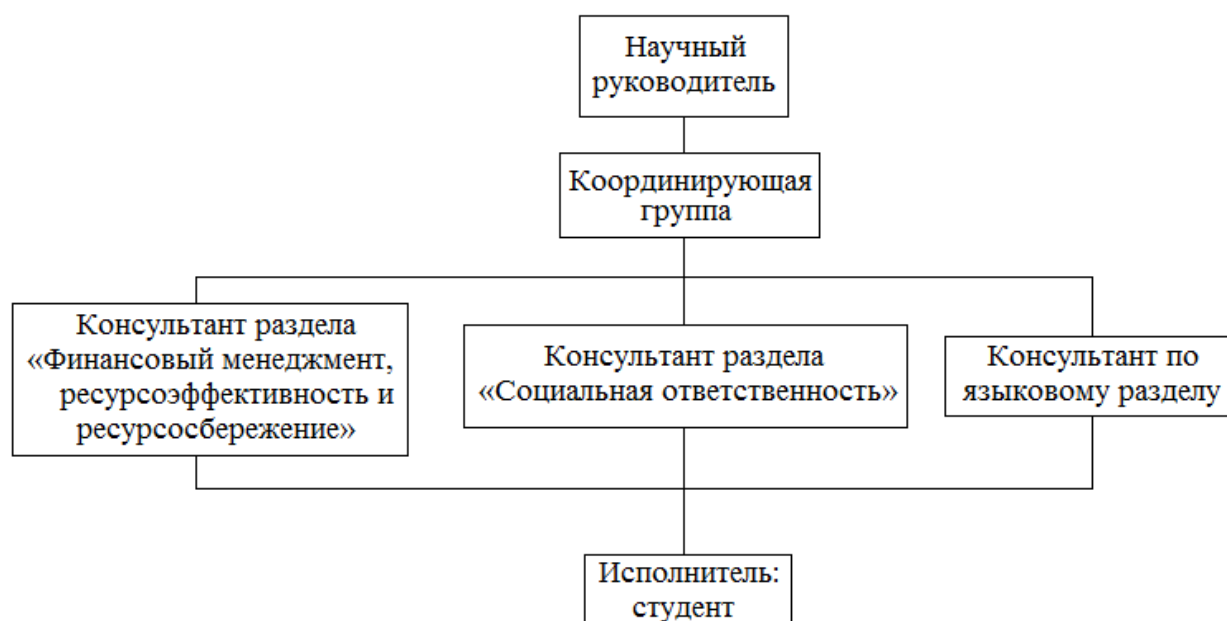 Научный
руководитель
Координирующая
группа
Консультант раздела
«Финансовый менеджмент,
ресурсоэффективность и
ресурсосбережение»
Консультант раздела
«Социальная ответственность»
Консультант по
языковому разделу
Исполнитель:
студент